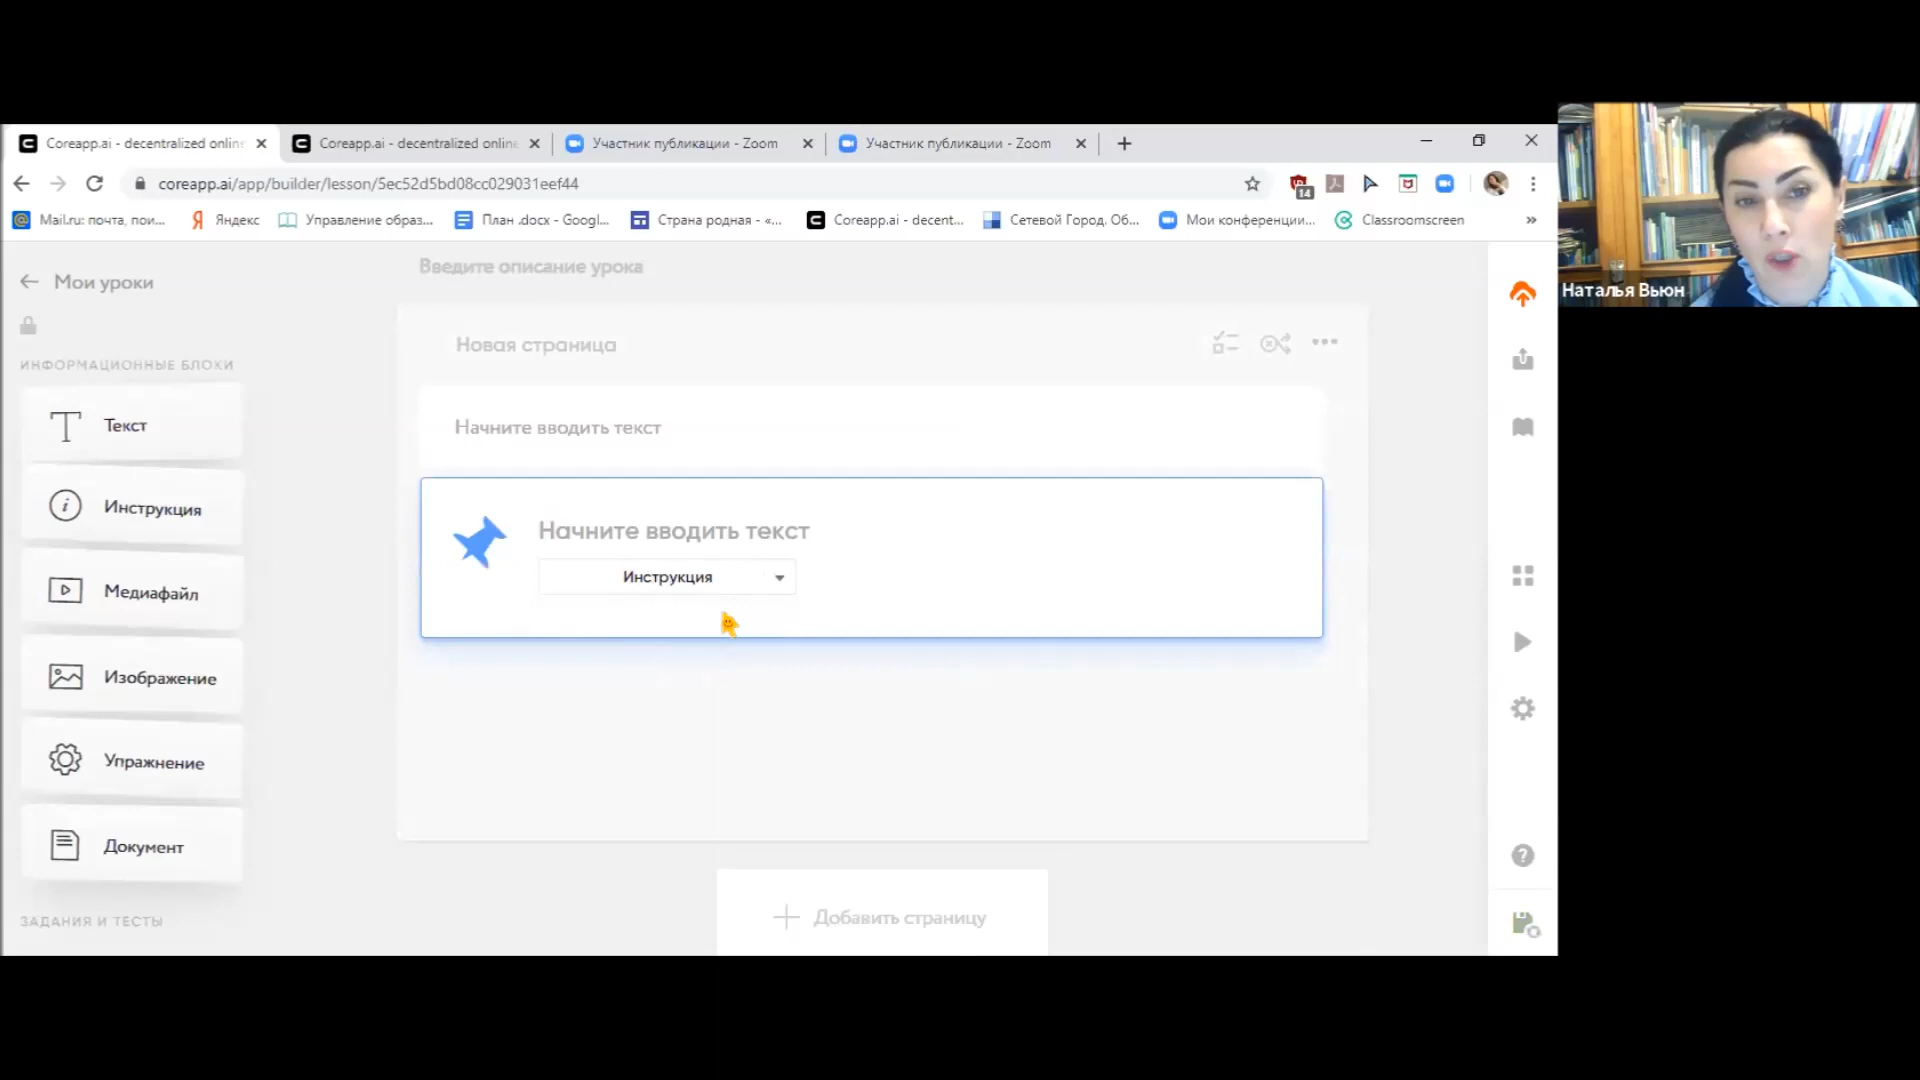 Coreapp.ai - decentralized onlin
Coreapp.ai - decentralized online
Участник публикации - Zoom
Участник публикации - Zoom
coreapp.ai/app/builder/lesson/5ec52d5bd08cc029031eef44
14
Mail.ru: почта, пои...
Яндекс
Управление образ...
План .docx - Googl...
Страна родная - «...
Coreapp.ai - decent...
Сетевой Город. Об...
Мои конференции...
Classroomscreen
»
Наталья Вьюн
Мои уроки
ИНФОРМАЦИОННЫЕ БЛОКИ
Текст
Инструкция
Медиафайл
Изображение
Упражнение
Документ
ЗАДАНИЯ И ТЕСТЫ
Введите описание урока
Новая страница
Начните вводить текст
Начните вводить текст
Инструкция
Добавить страницу